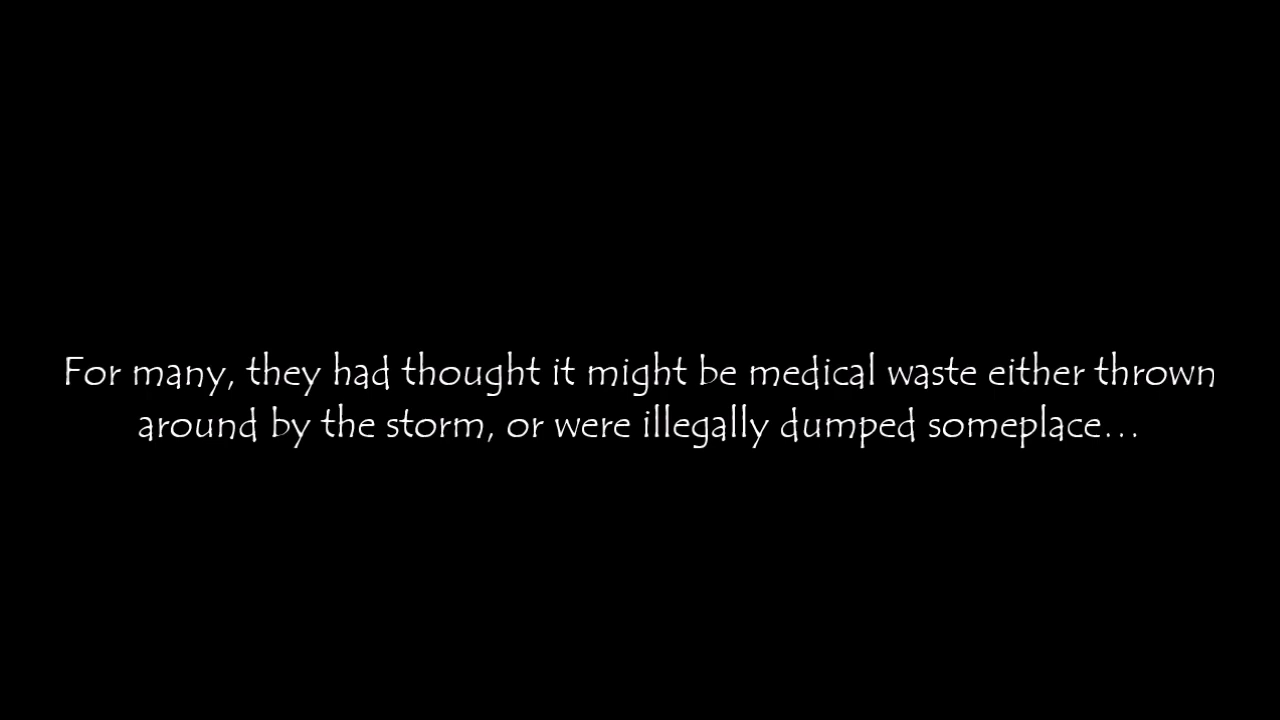 For many, they had thought it might be medical waste either thrown
around by the storm, or were illegally dumped someplace...